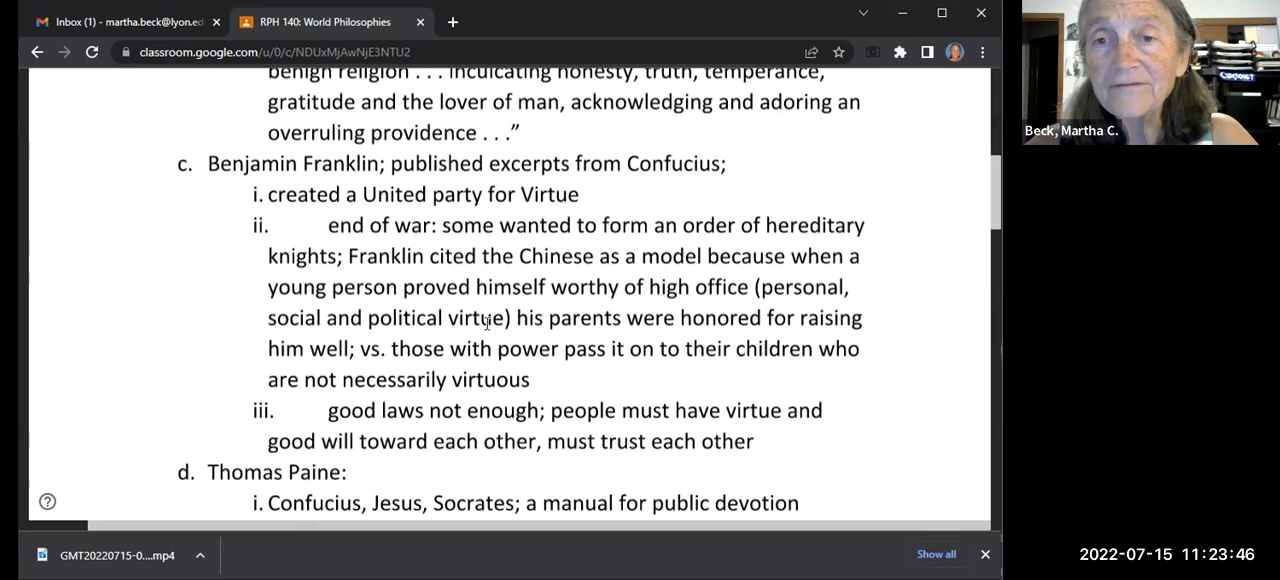 Inbox (1) - martha.beck@lyon.ed
RPH 140: World Philosophies
classroom.google.com/u/0/c/NDUxMjAwNjE3NTU2
benign religion . . . inculcating honesty, truth, temperance,
gratitude and the lover of man, acknowledging and adoring an
overruling providence . . .”
c. Benjamin Franklin; published excerpts from Confucius;
i. created a United party for Virtue
ii. end of war: some wanted to form an order of hereditary
knights; Franklin cited the Chinese as a model because when a
young person proved himself worthy of high office (personal,
social and political virtue) his parents were honored for raising
him well; vs. those with power pass it on to their children who
are not necessarily virtuous
iii. good laws not enough; people must have virtue and
good will toward each other, must trust each other
d. Thomas Paine:
i. Confucius, Jesus, Socrates; a manual for public devotion
GMT20220715-0....mp4
Show all
Beck, Martha C.
2022-07-15 11:23:46